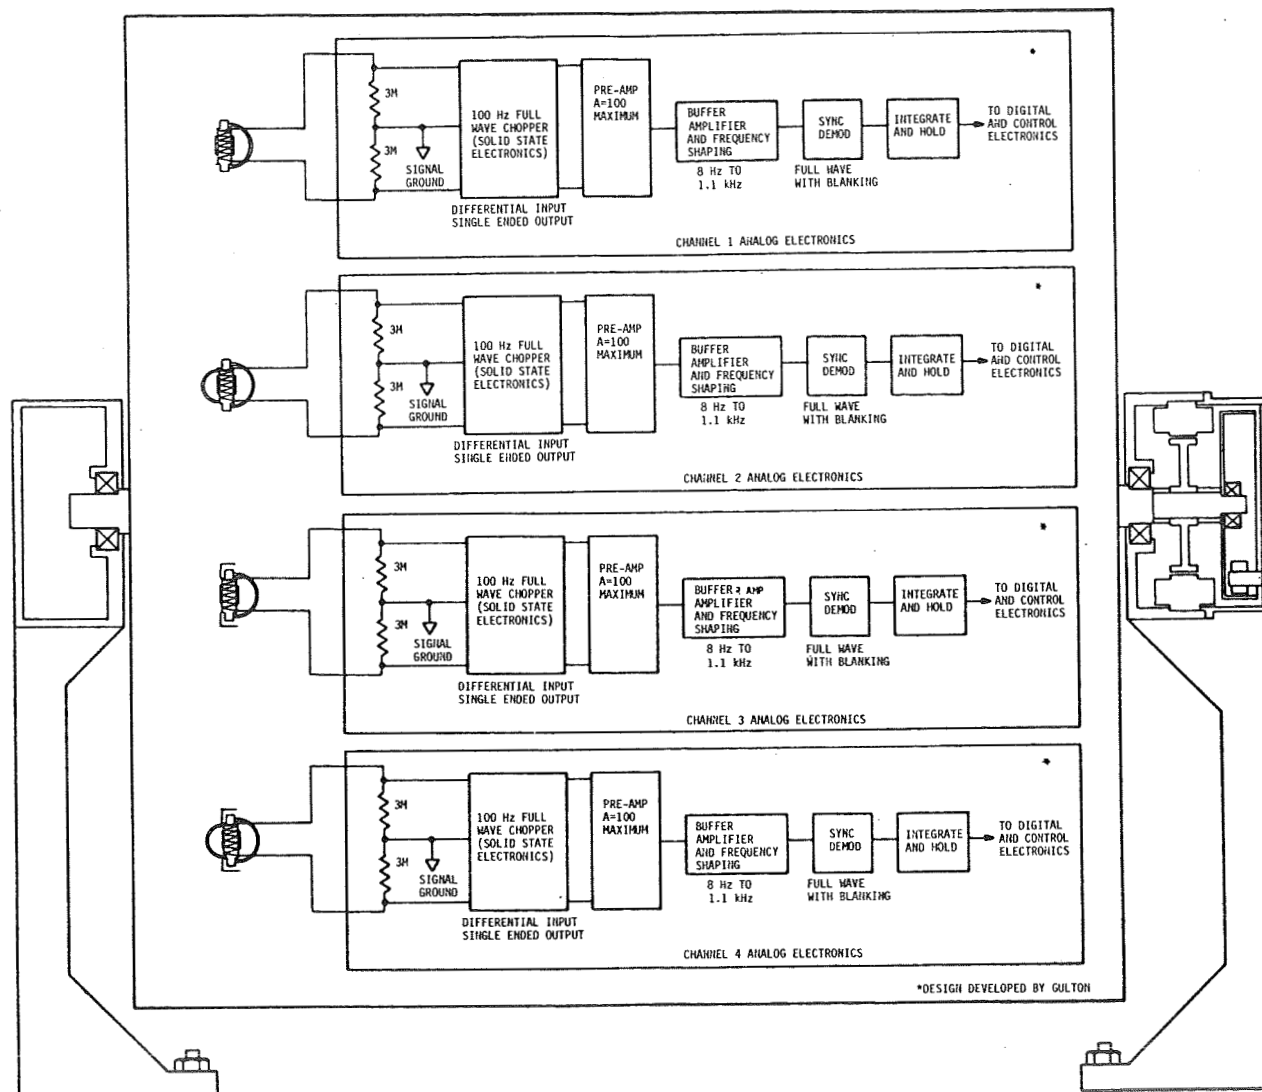 *
3M
3M
100 Hz FULL
WAVE CHOPPER
(SOLID STATE
ELECTRONICS)
SIGNAL
GROUND
DIFFERENTIAL INPUT
SINGLE ENDED OUTPUT
PRE-AMP
A=100
MAXIMUM
BUFFER
AMPLIFIER
AND FREQUENCY
SHAPING
8 Hz TO
1.1 kHz
SYNC
DEMOD
FULL WAVE
WITH BLANKING
INTEGRATE
AND HOLD
TO DIGITAL
AND CONTROL
ELECTRONICS
CHANNEL 1 ANALOG ELECTRONICS
*
3M
3M
100 Hz FULL
WAVE CHOPPER
(SOLID STATE
ELECTRONICS)
SIGNAL
GROUND
DIFFERENTIAL INPUT
SINGLE ENDED OUTPUT
PRE-AMP
A=100
MAXIMUM
BUFFER
AMPLIFIER
AND FREQUENCY
SHAPING
8 Hz TO
1.1 kHz
SYNC
DEMOD
FULL WAVE
WITH BLANKING
INTEGRATE
AND HOLD
TO DIGITAL
AND CONTROL
ELECTRONICS
CHANNEL 2 ANALOG ELECTRONICS
*
3M
3M
100 Hz FULL
WAVE CHOPPER
(SOLID STATE
ELECTRONICS)
SIGNAL
GROUND
DIFFERENTIAL INPUT
SINGLE ENDED OUTPUT
PRE-AMP
A=100
MAXIMUM
BUFFER AMP
AMPLIFIER
AND FREQUENCY
SHAPING
8 Hz TO
1.1 kHz
SYNC
DEMOD
FULL WAVE
WITH BLANKING
INTEGRATE
AND HOLD
TO DIGITAL
AND CONTROL
ELECTRONICS
CHANNEL 3 ANALOG ELECTRONICS
*
3M
3M
100 Hz FULL
WAVE CHOPPER
(SOLID STATE
ELECTRONICS)
SIGNAL
GROUND
DIFFERENTIAL INPUT
SINGLE ENDED OUTPUT
PRE-AMP
A=100
MAXIMUM
BUFFER
AMPLIFIER
AND FREQUENCY
SHAPING
8 Hz TO
1.1 kHz
SYNC
DEMOD
FULL WAVE
WITH BLANKING
INTEGRATE
AND HOLD
TO DIGITAL
AND CONTROL
ELECTRONICS
CHANNEL 4 ANALOG ELECTRONICS
*DESIGN DEVELOPED BY GULTON